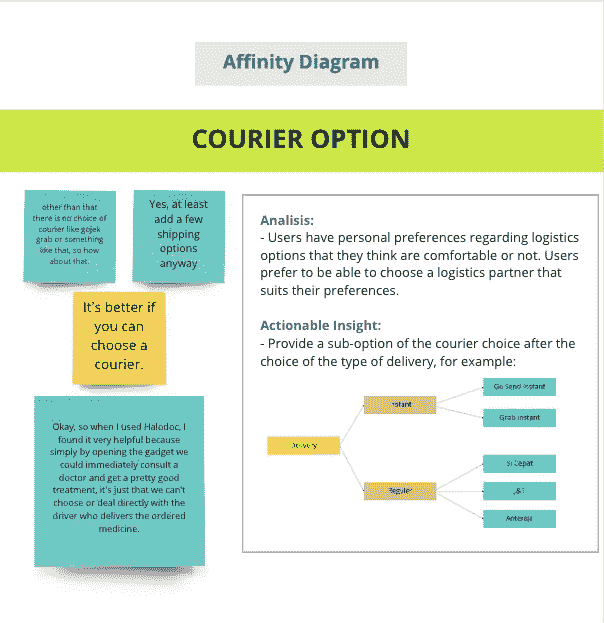 Affinity Diagram
COURIER OPTION
other than that
there is no choice of
courier like gojek
grab or something
like that, so how
about that.
Yes, at least
add a few
shipping
options
anyway
It's better if
you can
choose a
courier.
Okay, so when I used Halodoc, I
found it very helpful because
simply by opening the gadget we
could immediately consult a
doctor and get a pretty good
treatment, it's just that we can't
choose or deal directly with the
driver who delivers the ordered
medicine.
Analisis:
- Users have personal preferences regarding logistics
options that they think are comfortable or not. Users
prefer to be able to choose a logistics partner that
suits their preferences.
Actionable Insight:
- Provide a sub-option of the courier choice after the
choice of the type of delivery, for example:
Delivery
Instant
Go Send Instant
Grab Instant
Regular
Si Cepat
Anteraja